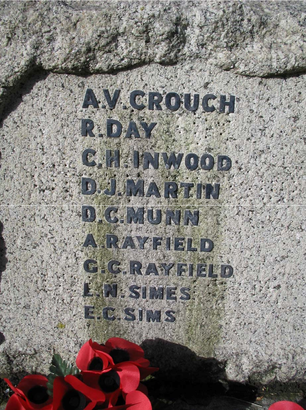 A.V. CROUCH
R. DAY
C.H. INWOOD
D.J. MARTIN
D.C. MUNN
A. RAYFIELD
G.C. RAYFIELD
L.N. SIMES
E.C. SIMS